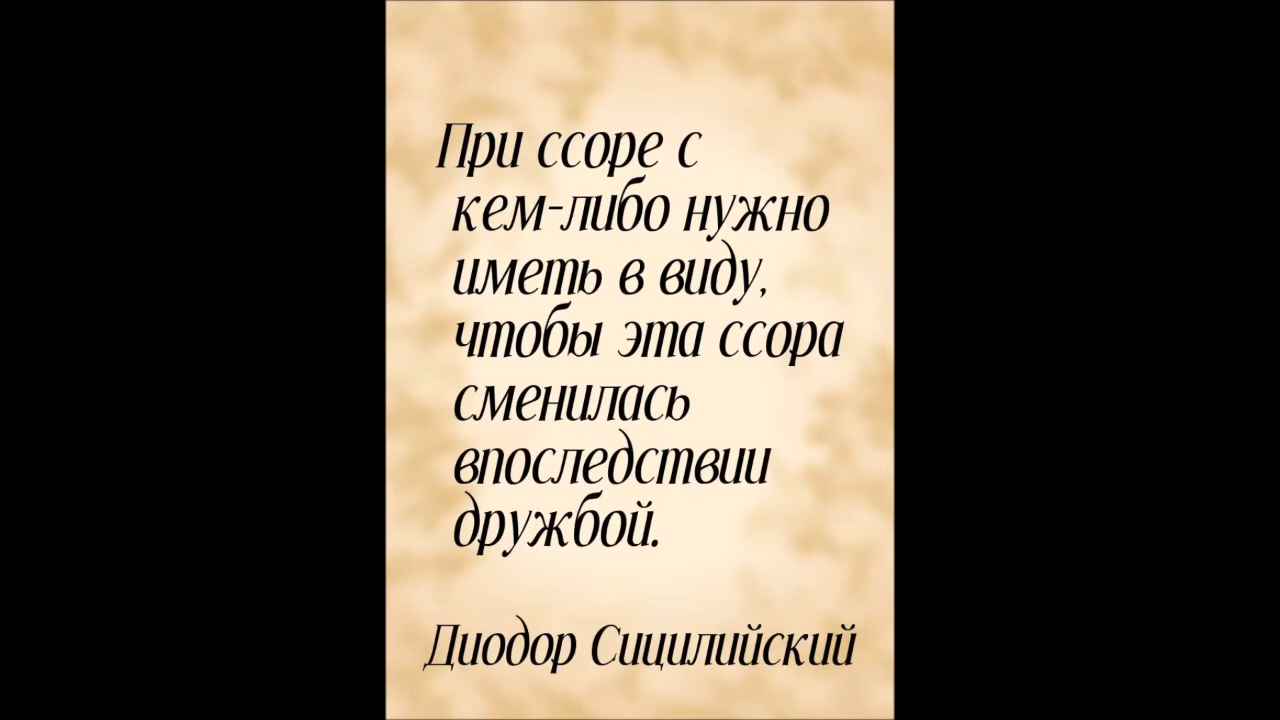 При ссоре с
кем-либо нужно
иметь в виду,
чтобы эта ссора
сменилась
впоследствии
дружбой.
Диодор Сицилийский